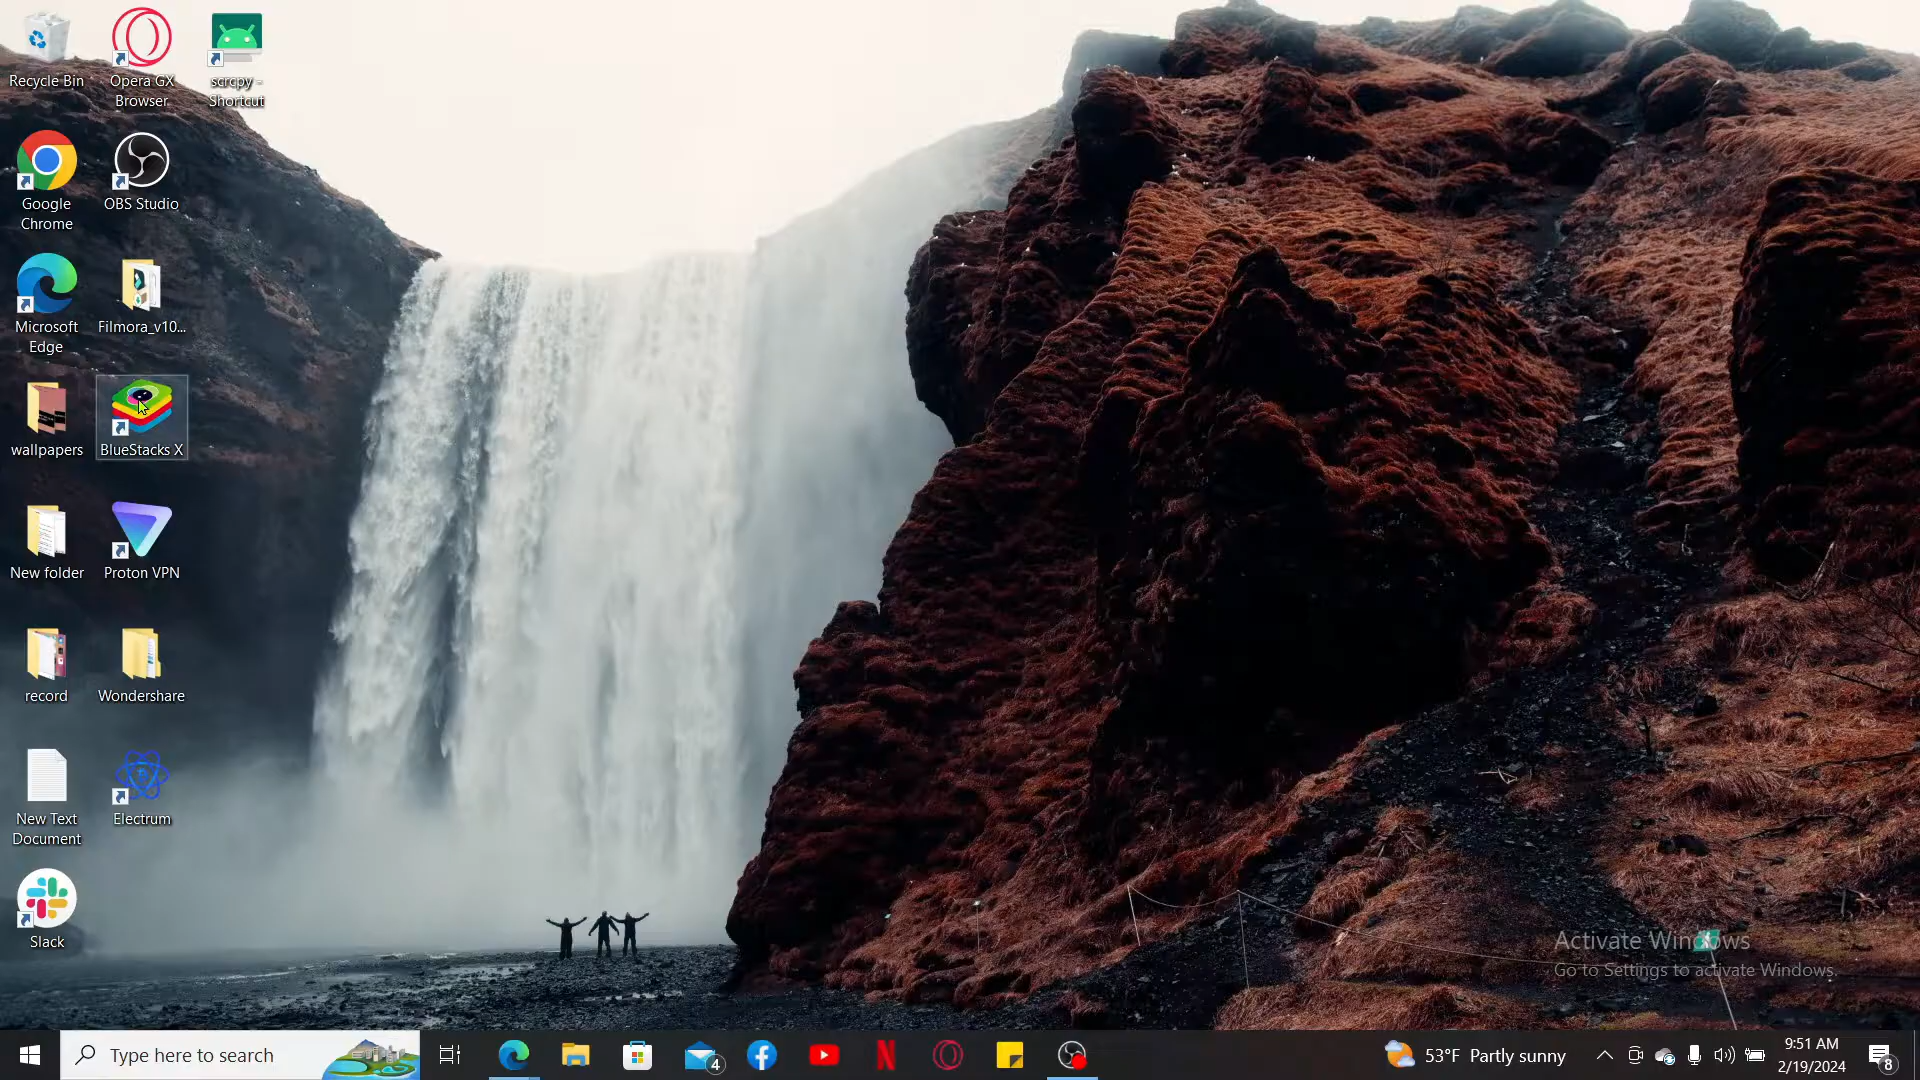 Recycle Bin
Opera GX
Browser
scrcpy -
Shortcut
Google
Chrome
OBS Studio
Microsoft
Edge
Filmora_v10...
wallpapers
BlueStacks X
New folder
Proton VPN
record
Wondershare
New Text
Document
Electrum
Slack
Activate Windows
Go to Settings to activate Windows.
Type here to search
4
53°F Partly sunny
9:51 AM
2/19/2024
8